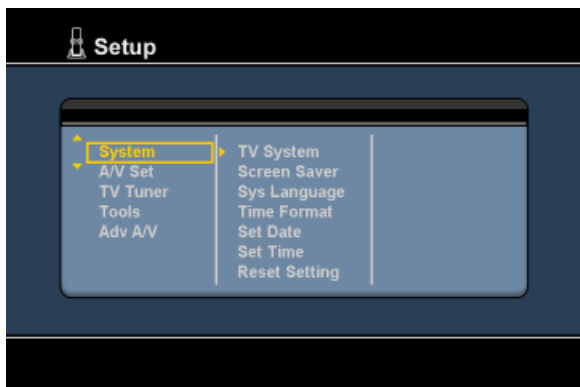 Setup
System
A/V Set
TV Tuner
Tools
Adv A/V
TV System
Screen Saver
Sys Language
Time Format
Set Date
Set Time
Reset Setting